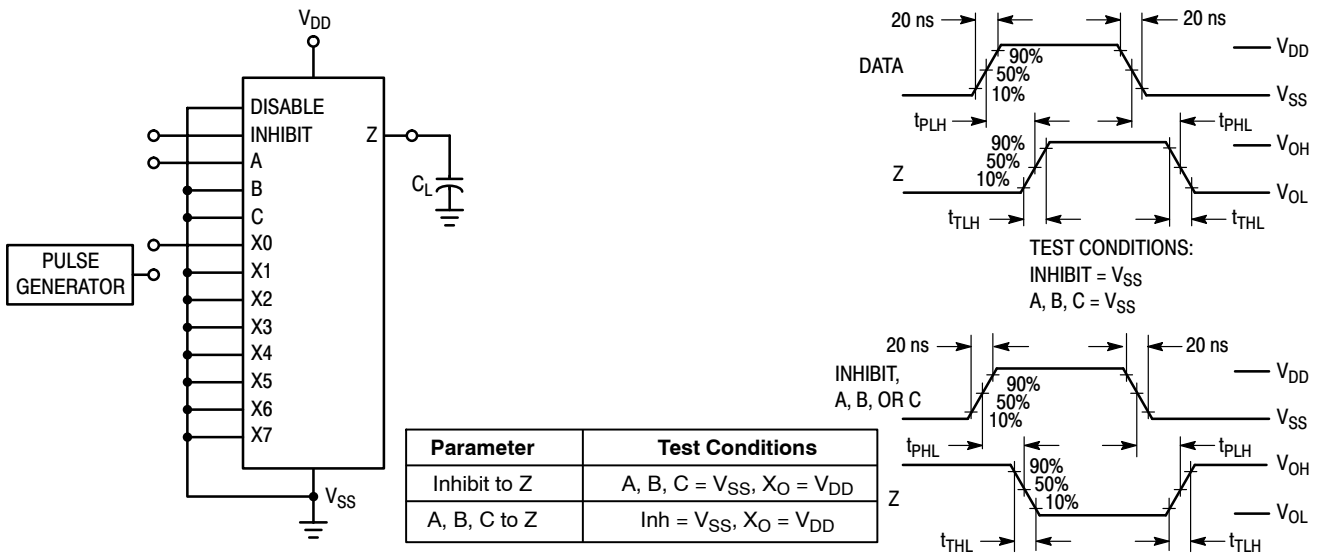 VDD
DISABLE
INHIBIT
A
B
C
X0
X1
X2
X3
X4
X5
X6
X7
Z
CL
PULSE
GENERATOR
VSS
Parameter Test Conditions
Inhibit to Z A, B, C = VSS, XO = VDD
A, B, C to Z Inh = VSS, XO = VDD
20 ns 20 ns
DATA
90%
50%
10%
VDD
VSS
tPLH tPHL
Z
90%
50%
10%
VOH
VOL
tTLH tTHL
TEST CONDITIONS:
INHIBIT = VSS
A, B, C = VSS
20 ns 20 ns
INHIBIT,
A, B, OR C
90%
50%
10%
VDD
VSS
tPHL tPLH
Z
90%
50%
10%
VOH
VOL
tTHL tTLH